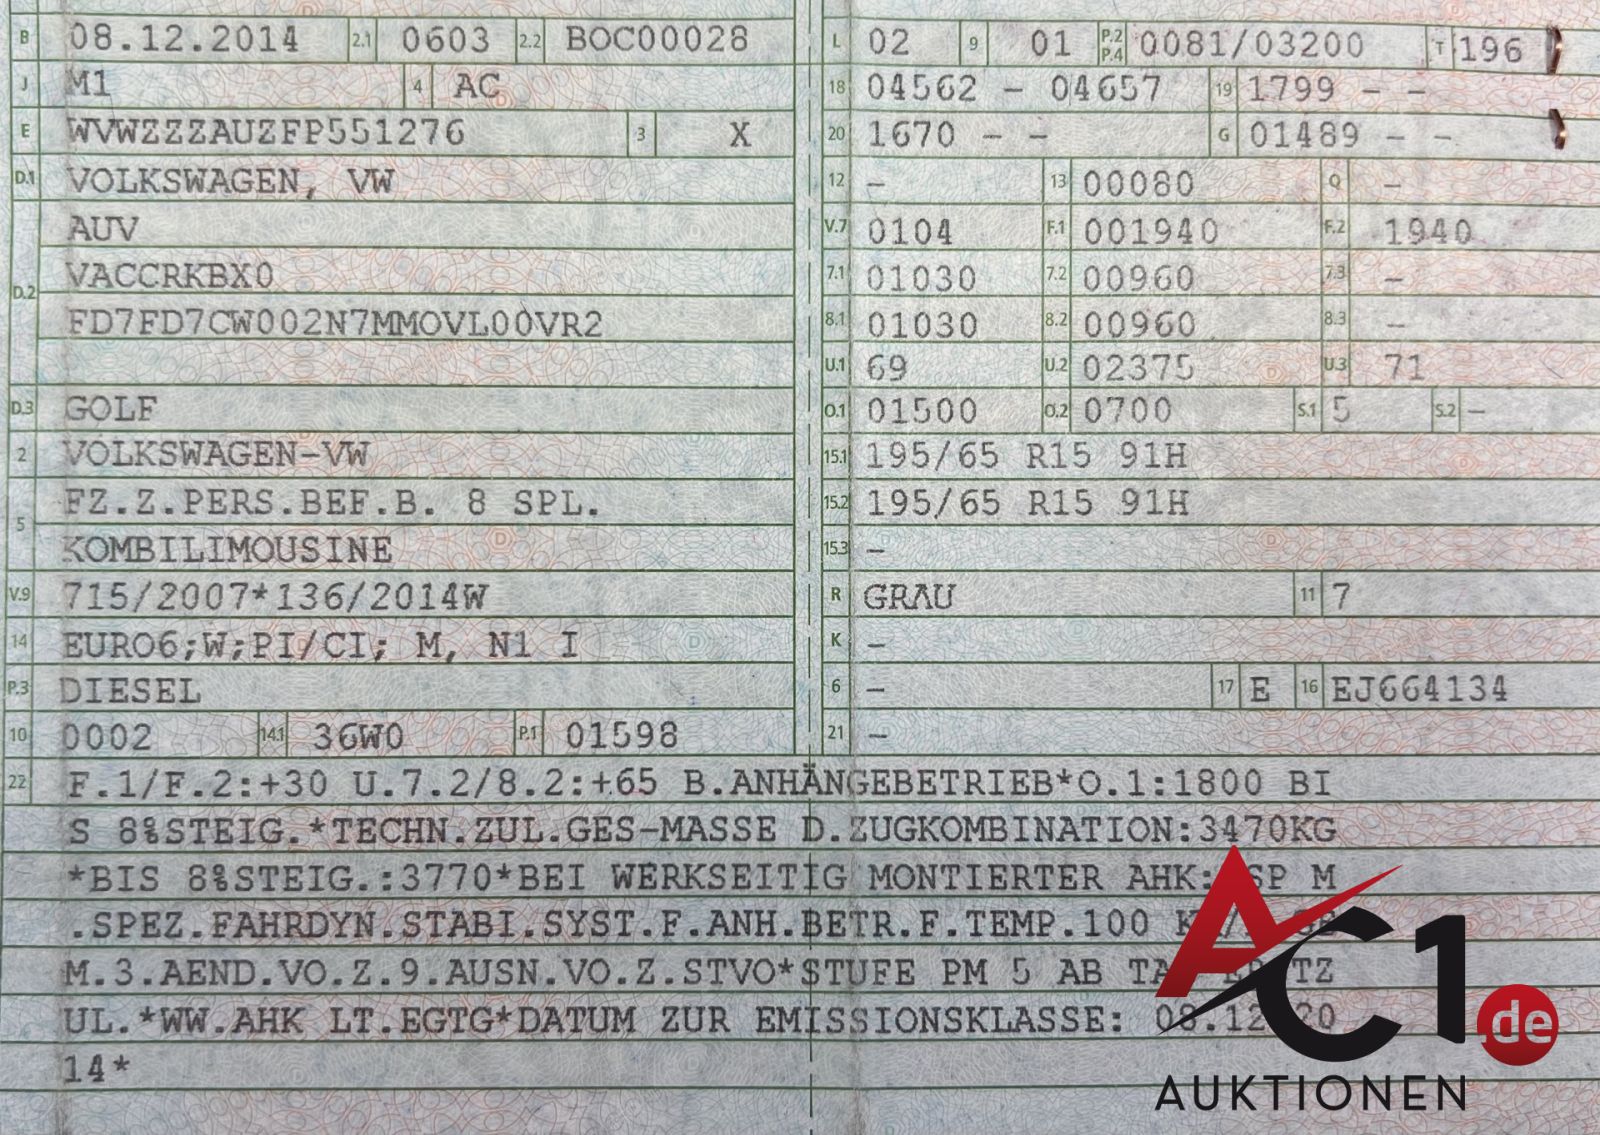 B 08.12.2014 2.1 0603 2.2 BOC00028
J M1 4 AC
E WVWZZZAUZFP551276 3 X
D.1 VOLKSWAGEN, VW
AUV
VACCRKBX0
D.2
FD7FD7CW002N7MMOVL00VR2
D.3 GOLF
2 VOLKSWAGEN-VW
FZ.Z.PERS.BEF.B. 8 SPL.
5
KOMBILIMOUSINE
V.9 715/2007*136/2014W
14 EURO6;W;PI/CI; M, N1 I
P.3 DIESEL
10 0002 14.1 36W0 P.1 01598
L 02 9 01 P.2 P.4 0081/03200 T 196
18 04562 - 04657 19 1799 - -
20 1670 - - G 01489 - -
12 - 13 00080 Q -
V.7 0104 F.1 001940 F.2 1940
7.1 01030 7.2 00960 7.3 -
8.1 01030 8.2 00960 8.3 -
U.1 69 U.2 02375 U.3 71
O.1 01500 O.2 0700 S.1 5 S.2 -
15.1 195/65 R15 91H
15.2 195/65 R15 91H
15.3 -
R GRAU 11 7
K -
6 - 17 E 16 EJ664134
21 -
22 F.1/F.2:+30 U.7.2/8.2:+65 B.ANHÄNGEBETRIEB*O.1:1800 BI
S 8%STEIG.*TECHN.ZUL.GES-MASSE D.ZUGKOMBINATION:3470KG
*BIS 8%STEIG.:3770*BEI WERKSEITIG MONTIERTER AHK: M
.SPEZ.FAHRDYN.STABI.SYST.F.ANH.BETR.F.TEMP.100
M.3.AEND.VO.Z.9.AUSN.VO.Z.STVO*STUFE PM 5 AB TZ
UL.*WW.AHK LT.EGTG*DATUM ZUR EMISSIONSKLASSE: 08.12 20
14*
AC1.de
AUKTIONEN